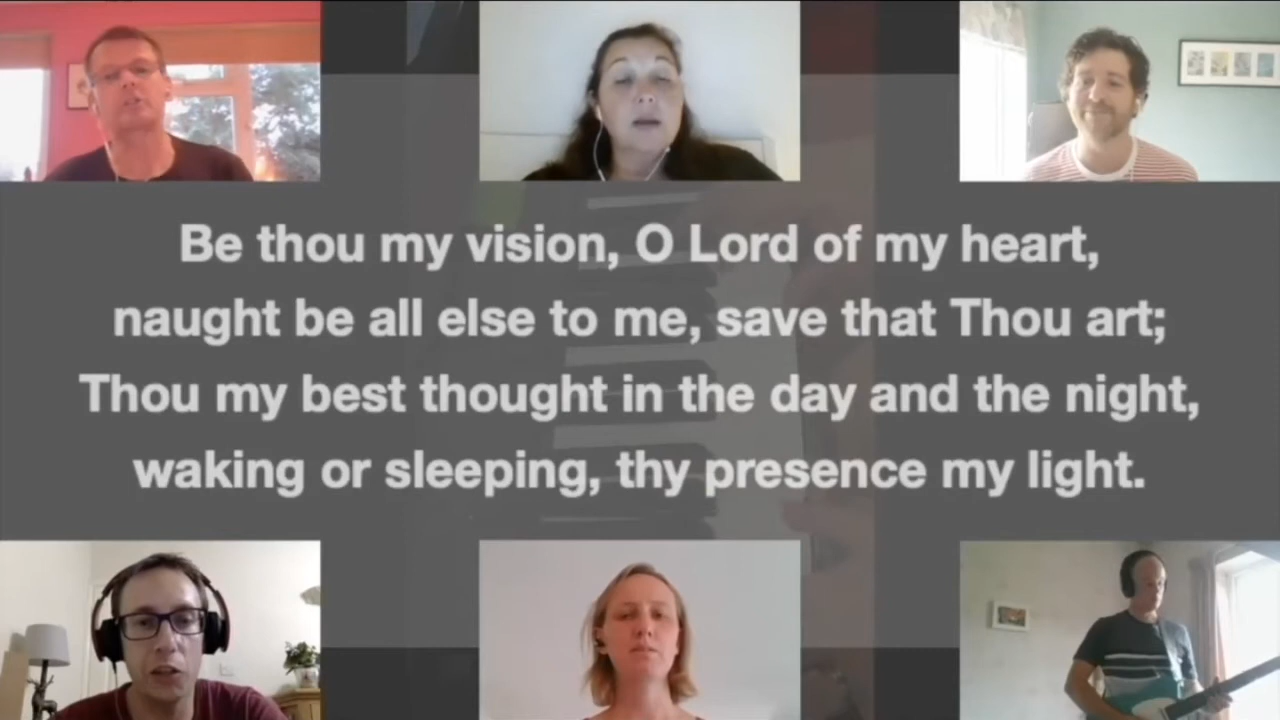 Be thou my vision, O Lord of my heart,
naught be all else to me, save that Thou art;
Thou my best thought in the day and the night,
waking or sleeping, thy presence my light.